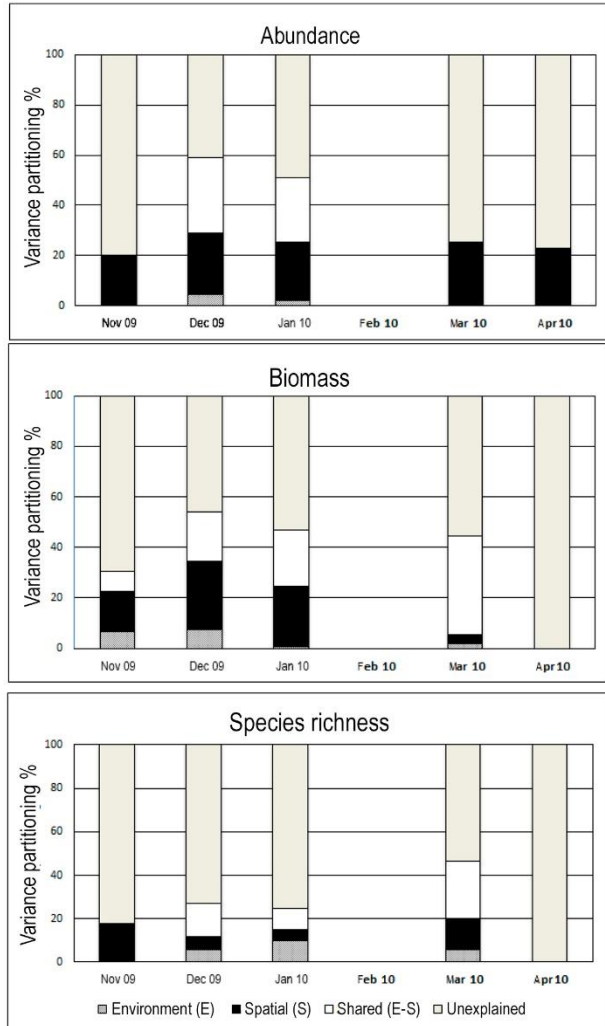 Abundance
Variance partitioning %
100
80
60
40
20
0
Nov 09 Dec 09 Jan 10 Feb 10 Mar 10 Apr10
Biomass
Variance partitioning %
100
80
60
40
20
0
Nov 09 Dec 09 Jan 10 Feb 10 Mar 10 Apr10
Species richness
Variance partitioning %
100
80
60
40
20
0
Nov 09 Dec 09 Jan 10 Feb 10 Mar 10 Apr10
Environment (E) Spatial (S) Shared (E-S) Unexplained